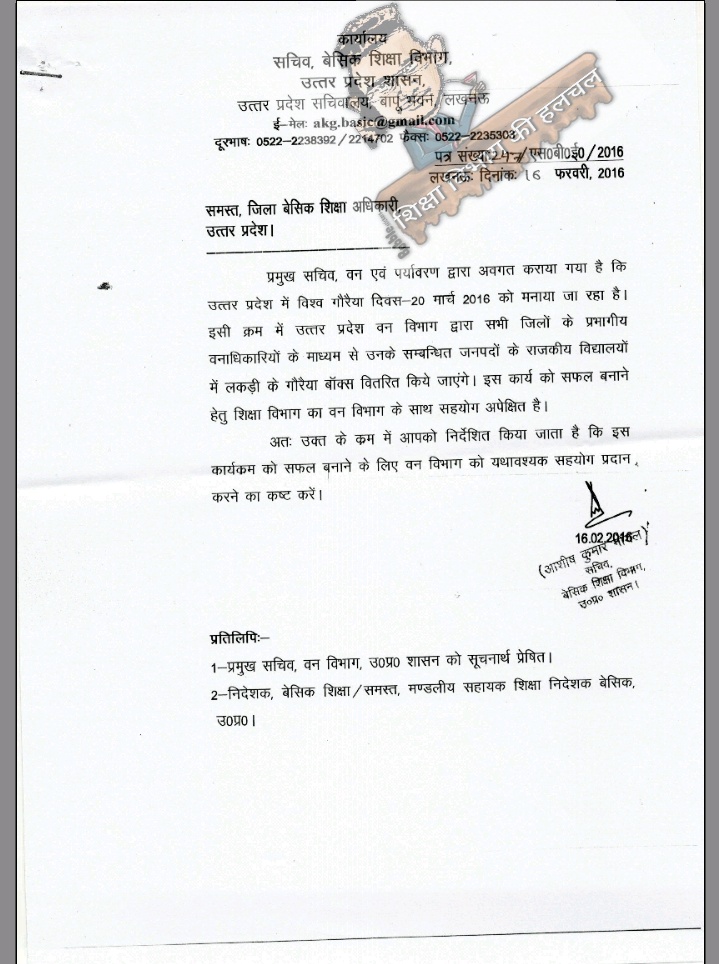 कार्यालय
सचिव, बेसिक शिक्षा विभाग,
उत्तर प्रदेश शासन,
उत्तर प्रदेश सचिवालय, बापू भवन, लखनऊ
ई–मेलः akg.basic@gmail.com
दूरभाषः 0522–2238392/2214702 फैक्सः 0522–2235303
पत्र संख्याः /एस0बी0ई0/2016
लखनऊः दिनांकः 16 फरवरी, 2016
शिक्षा विभाग की हलचल
समस्त, जिला बेसिक शिक्षा अधिकारी,
उत्तर प्रदेश।
प्रमुख सचिव, वन एवं पर्यावरण द्वारा अवगत कराया गया है कि
उत्तर प्रदेश में विश्व गौरैया दिवस–20 मार्च 2016 को मनाया जा रहा है।
इसी क्रम में उत्तर प्रदेश वन विभाग द्वारा सभी जिलों के प्रभागीय
वनाधिकारियों के माध्यम से उनके सम्बन्धित जनपदों के राजकीय विद्यालयों
में लकड़ी के गौरैया बॉक्स वितरित किये जाएंगे। इस कार्य को सफल बनाने
हेतु शिक्षा विभाग का वन विभाग के साथ सहयोग अपेक्षित है।
अतः उक्त के क्रम में आपको निर्देशित किया जाता है कि इस
कार्यकम को सफल बनाने के लिए वन विभाग को यथावश्यक सहयोग प्रदान
करने का कष्ट करें।
16.02.2016
(आशीष कुमार गोयल)
सचिव,
बेसिक शिक्षा विभाग,
उ०प्र० शासन।
प्रतिलिपिः–
1–प्रमुख सचिव, वन विभाग, उ0प्र0 शासन को सूचनार्थ प्रेषित।
2–निदेशक, बेसिक शिक्षा/समस्त, मण्डलीय सहायक शिक्षा निदेशक बेसिक,
उ0प्र0।